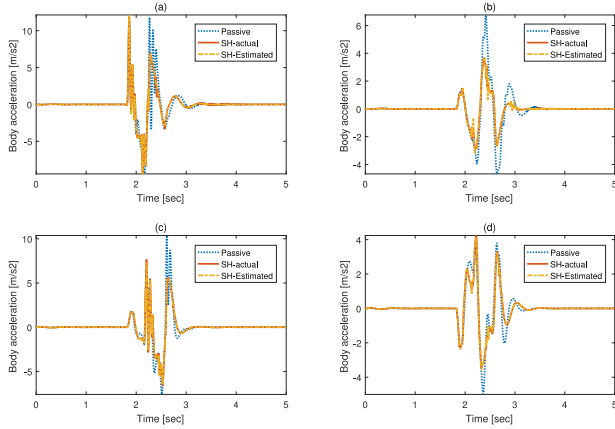 (a)
Body acceleration [m/s2]
10
5
0
-5
Passive
SH-actual
SH-Estimated
0 1 2 3 4 5
Time [sec]
(b)
Body acceleration [m/s2]
6
4
2
0
-2
-4
Passive
SH-actual
SH-Estimated
0 1 2 3 4 5
Time [sec]
(c)
Body acceleration [m/s2]
10
5
0
-5
Passive
SH-actual
SH-Estimated
0 1 2 3 4 5
Time [sec]
(d)
Body acceleration [m/s2]
4
2
0
-2
-4
Passive
SH-actual
SH-Estimated
0 1 2 3 4 5
Time [sec]